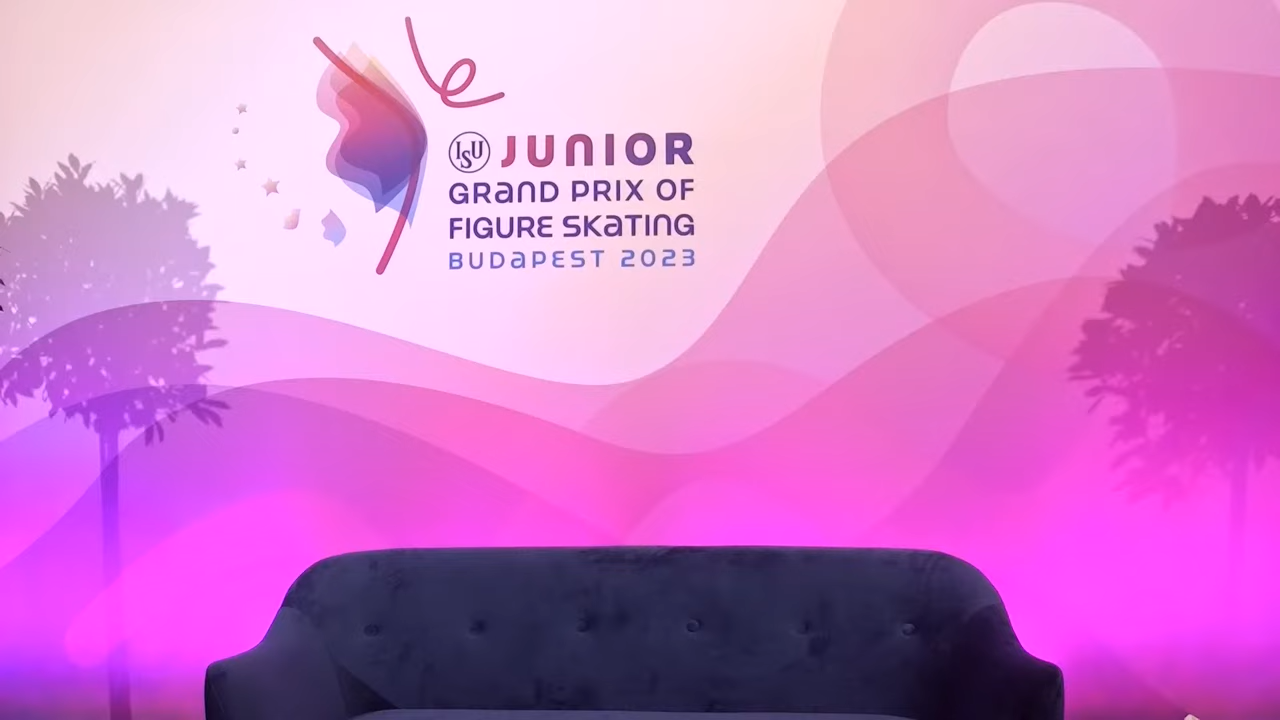 ISU JUNIOR
GRAND PRIX OF
FIGURE SKATING
BUDAPEST 2023